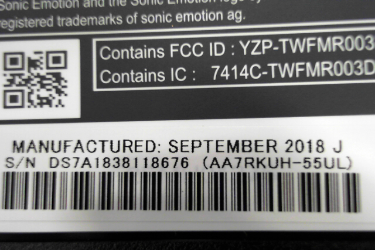 Sonic Emotion and the Sonic Emotion logo
registered trademarks of sonic emotion ag.
Contains FCC ID : YZP-TWFMR003
Contains IC : 7414C-TWFMR003D
MANUFACTURED: SEPTEMBER 2018 J
S/N DS7A1838118676 (AA7RKUH-55UL)